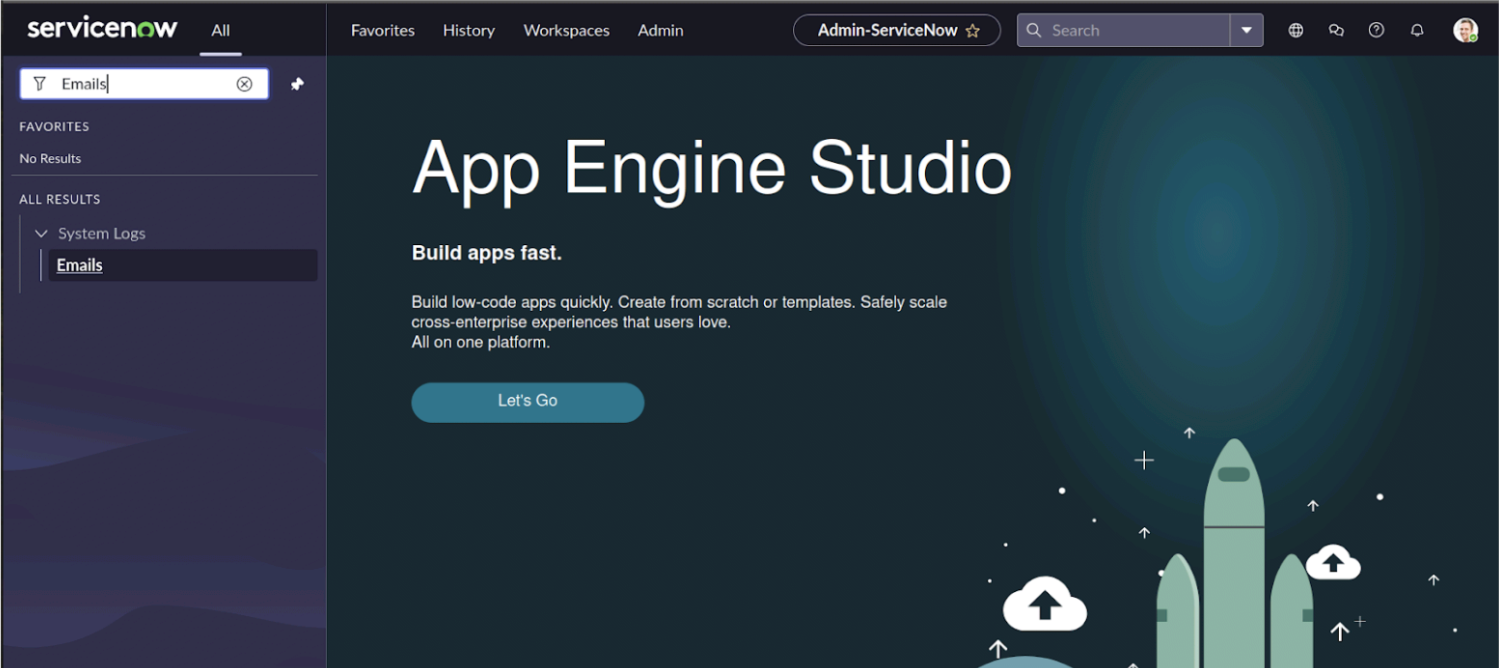 servicenow All Favorites History Workspaces Admin Admin-ServiceNow Search
Emails
FAVORITES
No Results
ALL RESULTS
System Logs
Emails
App Engine Studio
Build apps fast.
Build low-code apps quickly. Create from scratch or templates. Safely scale
cross-enterprise experiences that users love.
All on one platform.
Let's Go